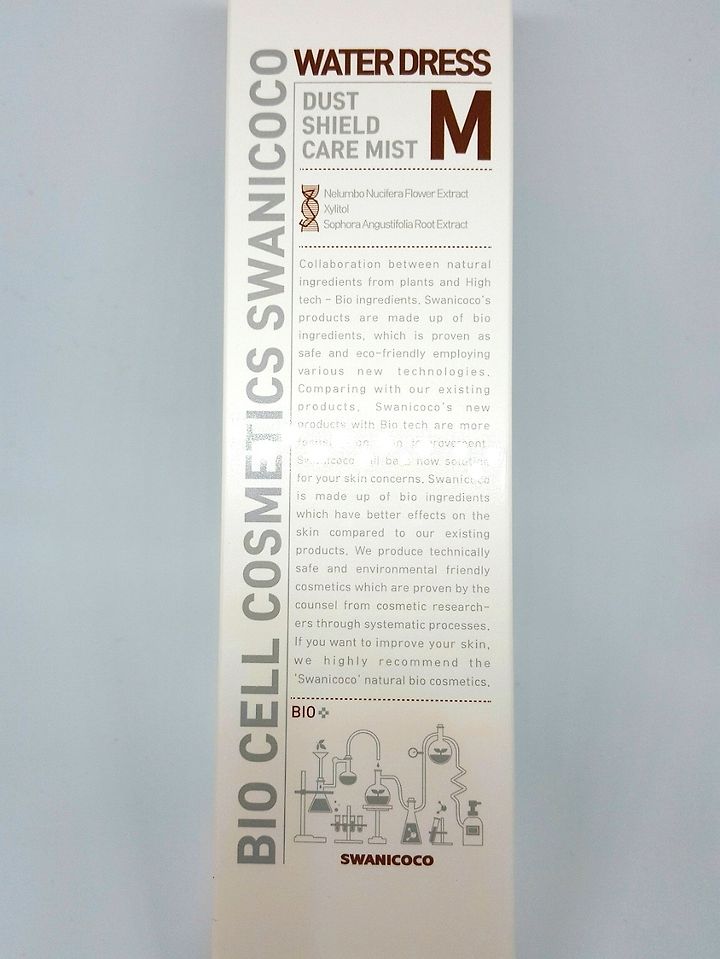 BIO CELL COSMETICS SWANICOCO
WATER DRESS
DUST
SHIELD
CARE MIST
M
Nelumbo Nucifera Flower Extract
Xylitol
Sophora Angustifolia Root Extract
Collaboration between natural
ingredients from plants and High
tech - Bio ingredients. Swanicoco's
products are made up of bio
ingredients, which is proven as
safe and eco-friendly employing
various new technologies.
Comparing with our existing
products, Swanicoco's new
products with Bio tech are more
for your skin concerns. Swanicoco
is made up of bio ingredients
which have better effects on the
skin compared to our existing
products. We produce technically
safe and environmental friendly
cosmetics which are proven by the
counsel from cosmetic research-
ers through systematic processes.
If you want to improve your skin,
we highly recommend the
'Swanicoco' natural bio cosmetics.
BIO
SWANICOCO